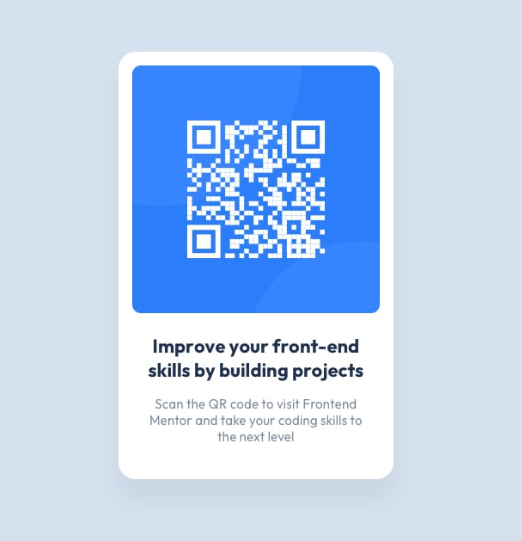 Improve your front-end
skills by building projects
Scan the QR code to visit Frontend
Mentor and take your coding skills to
the next level